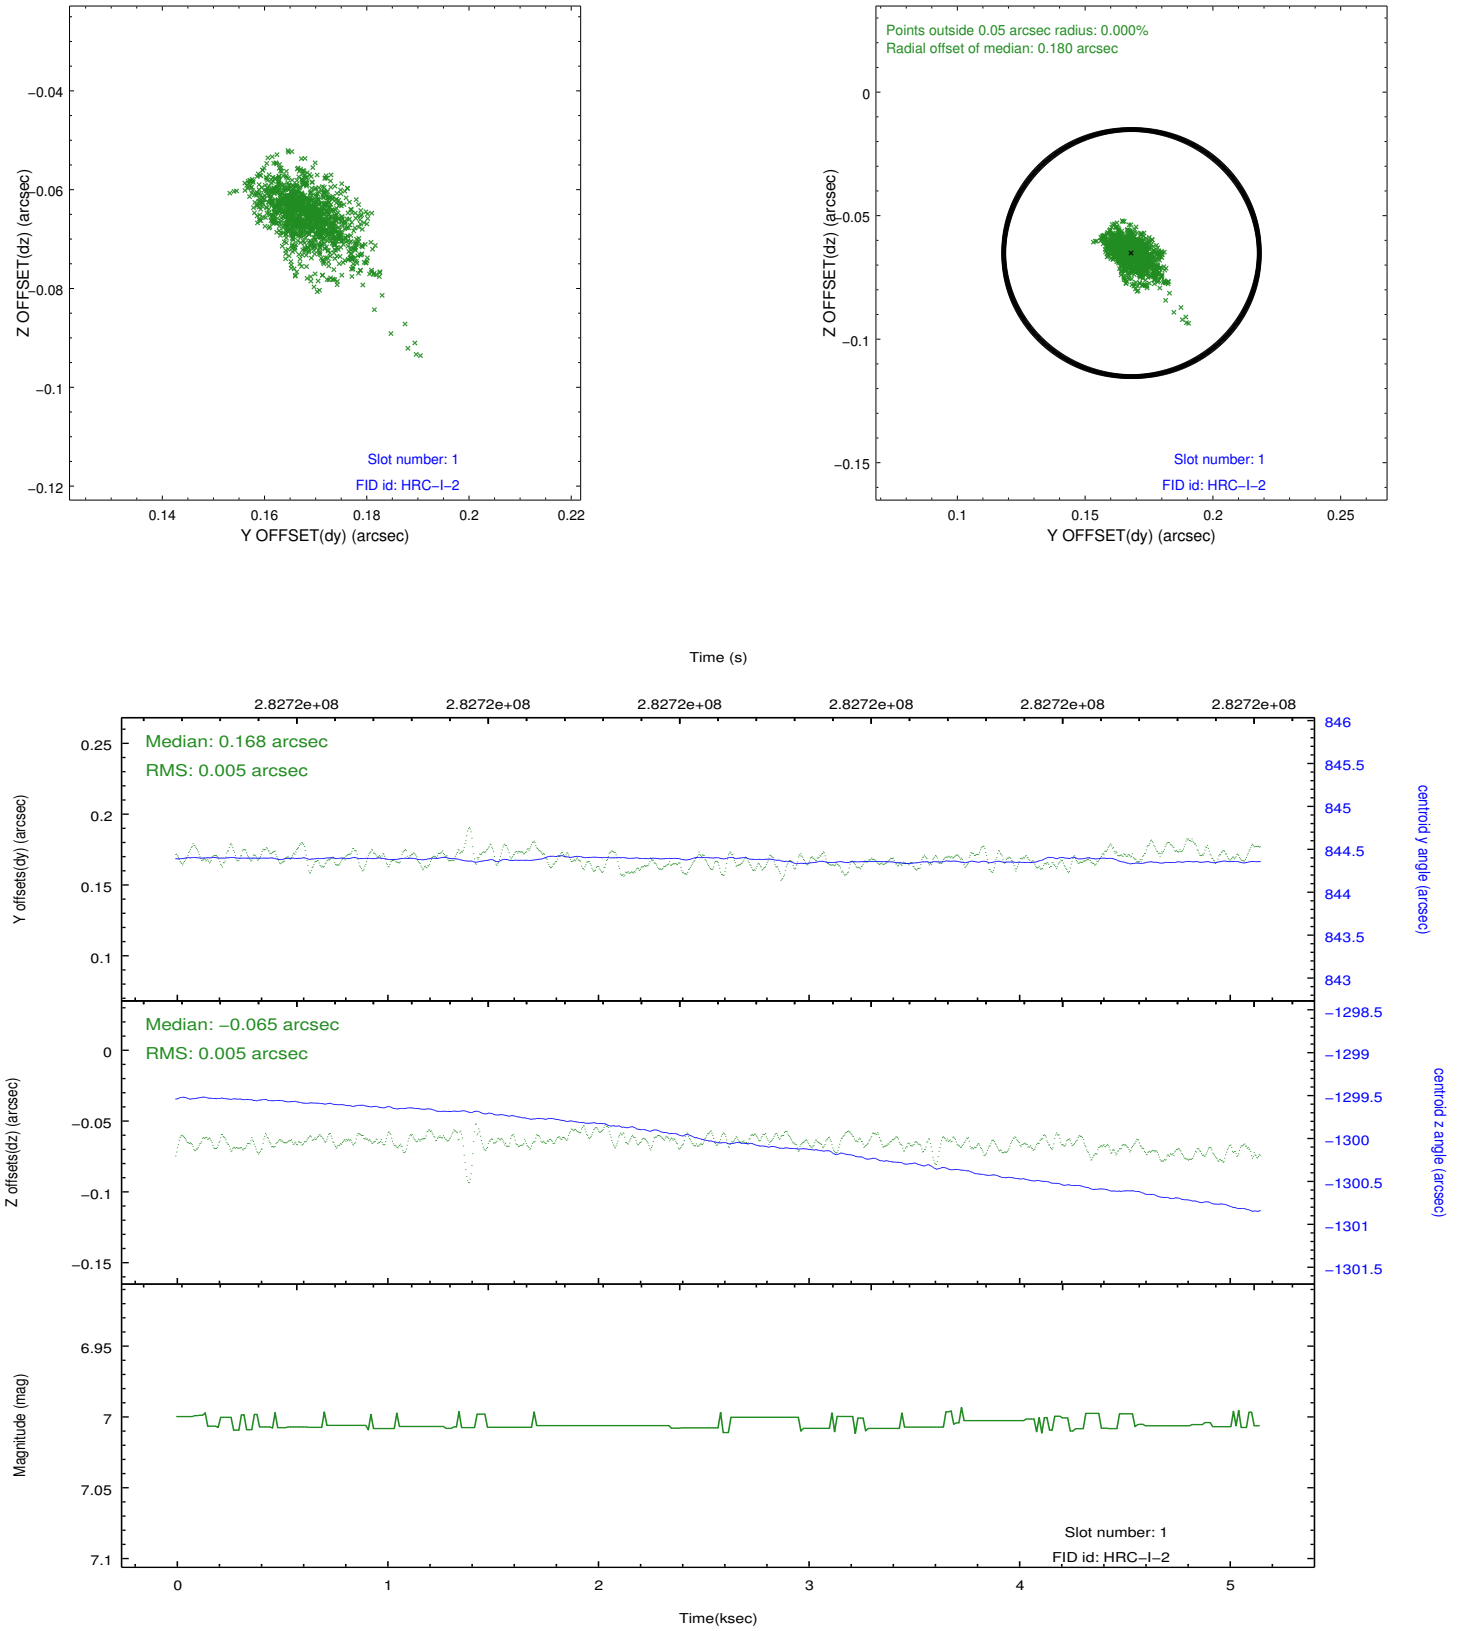 −0.04
−0.06
−0.08
−0.1
−0.12
Z OFFSET(dz) (arcsec)
0.14
0.16
0.18
0.2
0.22
Y OFFSET(dy) (arcsec)
Slot number: 1
FID id: HRC−I−2
Points outside 0.05 arcsec radius: 0.000%
Radial offset of median: 0.180 arcsec
0
−0.05
−0.1
−0.15
Z OFFSET(dz) (arcsec)
0.1
0.15
0.2
0.25
Y OFFSET(dy) (arcsec)
Slot number: 1
FID id: HRC−I−2
Time (s)
2.8272e+08
2.8272e+08
2.8272e+08
2.8272e+08
2.8272e+08
2.8272e+08
Median: 0.168 arcsec
RMS: 0.005 arcsec
0.25
0.2
0.15
0.1
Y offsets(dy) (arcsec)
846
845.5
845
844.5
844
843.5
843
centroid y angle (arcsec)
Median: −0.065 arcsec
RMS: 0.005 arcsec
0
−0.05
−0.1
−0.15
Z offsets(dz) (arcsec)
−1298.5
−1299
−1299.5
−1300
−1300.5
−1301
−1301.5
centroid z angle (arcsec)
6.95
7
7.05
7.1
Magnitude (mag)
Slot number: 1
FID id: HRC−I−2
0
1
2
3
4
5
Time(ksec)